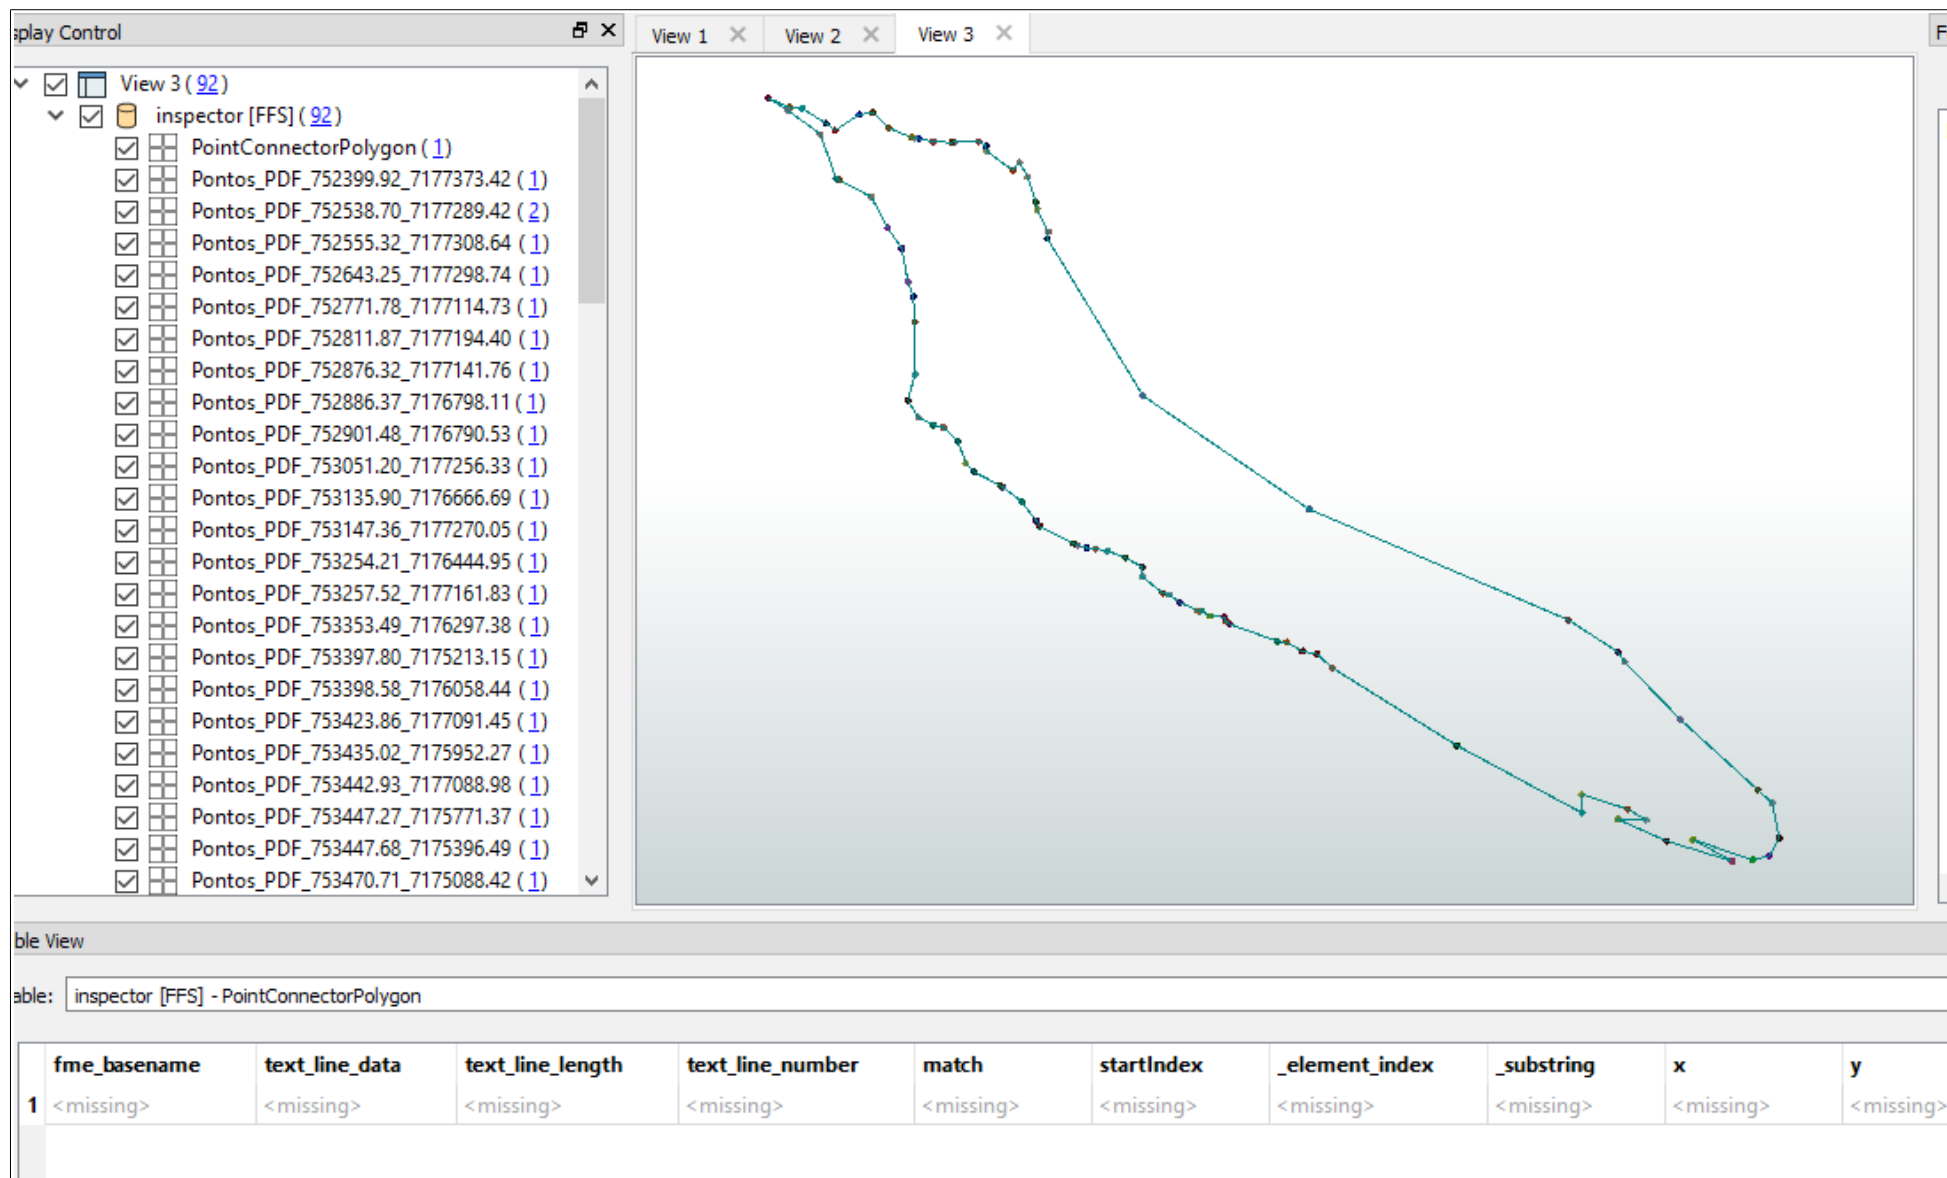 splay Control
View 3 ( 92 )
inspector [FFS] ( 92 )
PointConnectorPolygon ( 1 )
Pontos_PDF_752399.92_7177373.42 ( 1 )
Pontos_PDF_752538.70_7177289.42 ( 2 )
Pontos_PDF_752555.32_7177308.64 ( 1 )
Pontos_PDF_752643.25_7177298.74 ( 1 )
Pontos_PDF_752771.78_7177114.73 ( 1 )
Pontos_PDF_752811.87_7177194.40 ( 1 )
Pontos_PDF_752876.32_7177141.76 ( 1 )
Pontos_PDF_752886.37_7176798.11 ( 1 )
Pontos_PDF_752901.48_7176790.53 ( 1 )
Pontos_PDF_753051.20_7177256.33 ( 1 )
Pontos_PDF_753135.90_7176666.69 ( 1 )
Pontos_PDF_753147.36_7177270.05 ( 1 )
Pontos_PDF_753254.21_7176444.95 ( 1 )
Pontos_PDF_753257.52_7177161.83 ( 1 )
Pontos_PDF_753353.49_7176297.38 ( 1 )
Pontos_PDF_753397.80_7175213.15 ( 1 )
Pontos_PDF_753398.58_7176058.44 ( 1 )
Pontos_PDF_753423.86_7177091.45 ( 1 )
Pontos_PDF_753435.02_7175952.27 ( 1 )
Pontos_PDF_753442.93_7177088.98 ( 1 )
Pontos_PDF_753447.27_7175771.37 ( 1 )
Pontos_PDF_753447.68_7175396.49 ( 1 )
Pontos_PDF_753470.71_7175088.42 ( 1 )
View 1 View 2 View 3
F
ble View
able: inspector [FFS] - PointConnectorPolygon
fme_basename text_line_data text_line_length text_line_number match startIndex _element_index _substring x y
1 <missing> <missing> <missing> <missing> <missing> <missing> <missing> <missing> <missing> <missing>